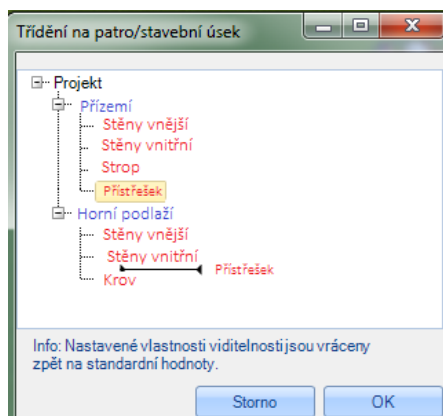 Třídění na patro/stavební úsek
Projekt
Přízemí
Stěny vnější
Stěny vnitřní
Strop
Přístřešek
Horní podlaží
Stěny vnější
Stěny vnitřní
Přístřešek
Krov
Info: Nastavené vlastnosti viditelnosti jsou vráceny
zpět na standardní hodnoty.
Storno
OK